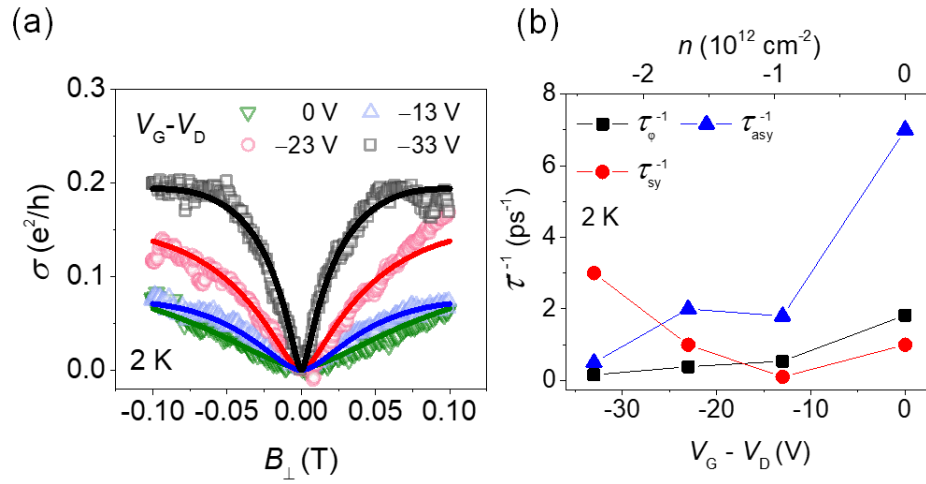 (a)
0.3
0.2
0.1
0.0
σ (e²/h)
V_G-V_D
0 V
−13 V
−23 V
−33 V
2 K
-0.10 -0.05 0.00 0.05 0.10
B_⊥ (T)
(b)
n (10¹² cm⁻²)
-2 -1 0
8
6
4
2
0
τ⁻¹ (ps⁻¹)
τ_φ⁻¹ τ_asy⁻¹
τ_sy⁻¹
2 K
-30 -20 -10 0
V_G - V_D (V)